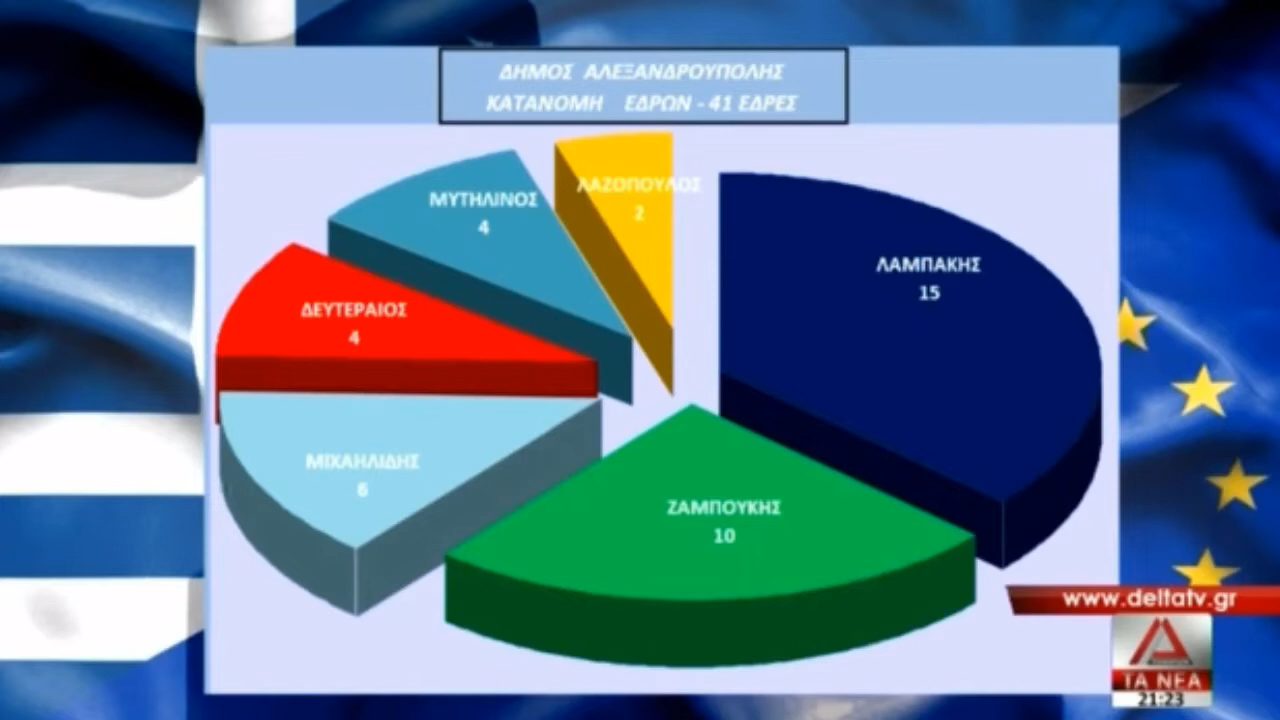 ΔΗΜΟΣ ΑΛΕΞΑΝΔΡΟΥΠΟΛΗΣ
ΚΑΤΑΝΟΜΗ ΕΔΡΩΝ - 41 ΕΔΡΕΣ
ΛΑΖΟΠΟΥΛΟΣ
2
ΜΥΤΗΛΙΝΟΣ
4
ΛΑΜΠΑΚΗΣ
15
ΔΕΥΤΕΡΑΙΟΣ
4
ΜΙΧΑΗΛΙΔΗΣ
6
ΖΑΜΠΟΥΚΗΣ
10
www.deltatv.gr
ΤΑ ΝΕΑ
21:23